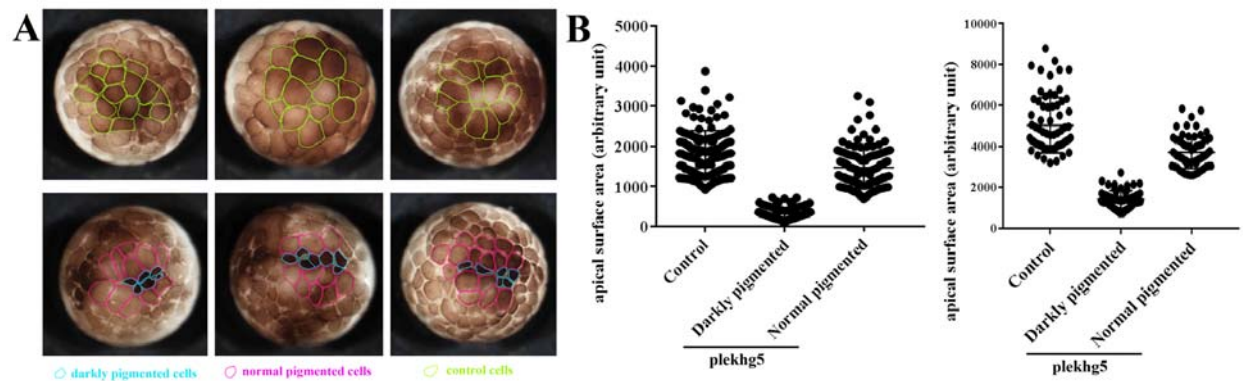 A
darkly pigmented cells
normal pigmented cells
control cells
B
apical surface area (arbitrary unit)
5000
4000
3000
2000
1000
0
Control
Darkly pigmented
Normal pigmented
plekhg5
apical surface area (arbitrary unit)
10000
8000
6000
4000
2000
0
Control
Darkly pigmented
Normal pigmented
plekhg5